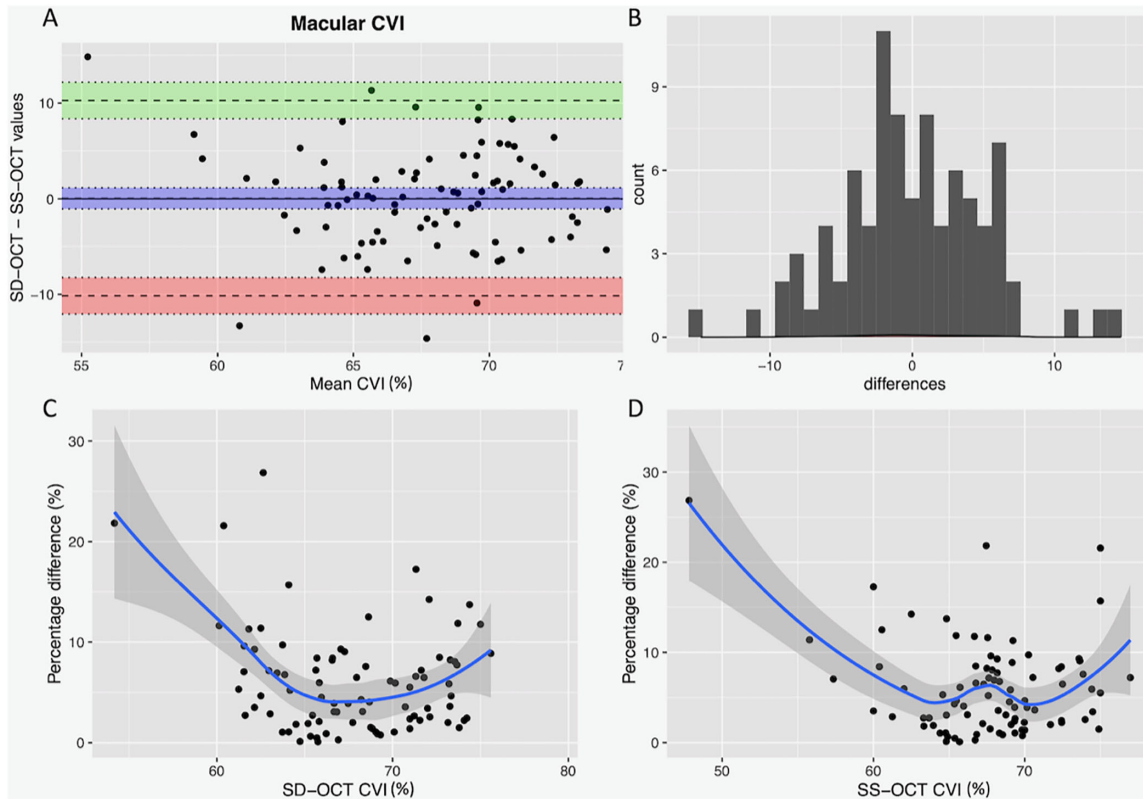 A
Macular CVI
SD-OCT - SS-OCT values
10
0
-10
55
60
65
70
7
Mean CVI (%)
B
count
9
6
3
0
-10
0
10
differences
C
Percentage difference (%)
30
20
10
0
60
70
80
SD-OCT CVI (%)
D
Percentage difference (%)
30
20
10
0
50
60
70
SS-OCT CVI (%)